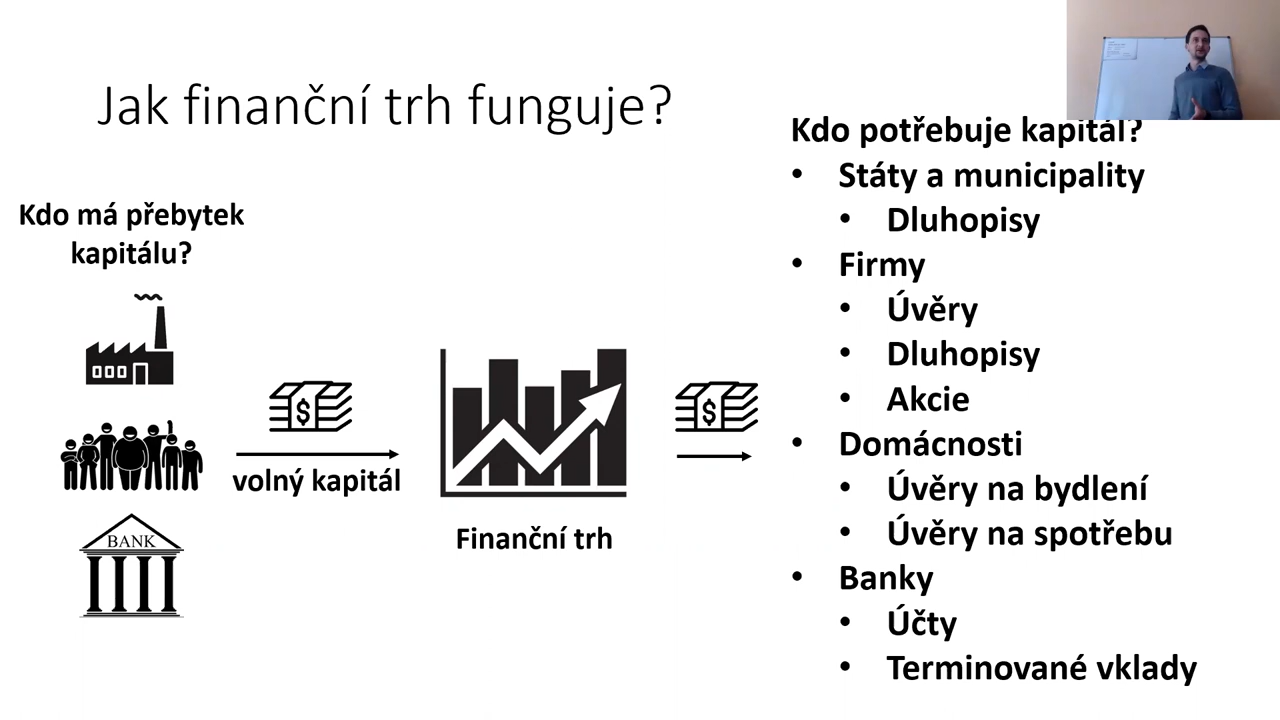 Jak finanční trh funguje?
Kdo má přebytek
kapitálu?
BANK
$
volný kapitál
Finanční trh
$
Kdo potřebuje kapitál?
• Státy a municipality
• Dluhopisy
• Firmy
• Úvěry
• Dluhopisy
• Akcie
• Domácnosti
• Úvěry na bydlení
• Úvěry na spotřebu
• Banky
• Účty
• Terminované vklady